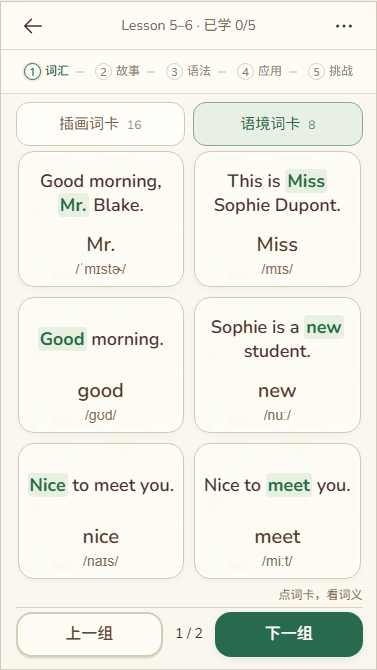 Lesson 5–6 · 已学 0/5
1 词汇 – 2 故事 – 3 语法 – 4 应用 – 5 挑战
插画词卡 16
语境词卡 8
Good morning,
Mr. Blake.
Mr.
/ˈmɪstɚ/
This is Miss
Sophie Dupont.
Miss
/mɪs/
Good morning.
good
/ɡʊd/
Sophie is a new
student.
new
/nuː/
Nice to meet you.
nice
/naɪs/
Nice to meet you.
meet
/miːt/
点词卡，看词义
上一组
1 / 2
下一组